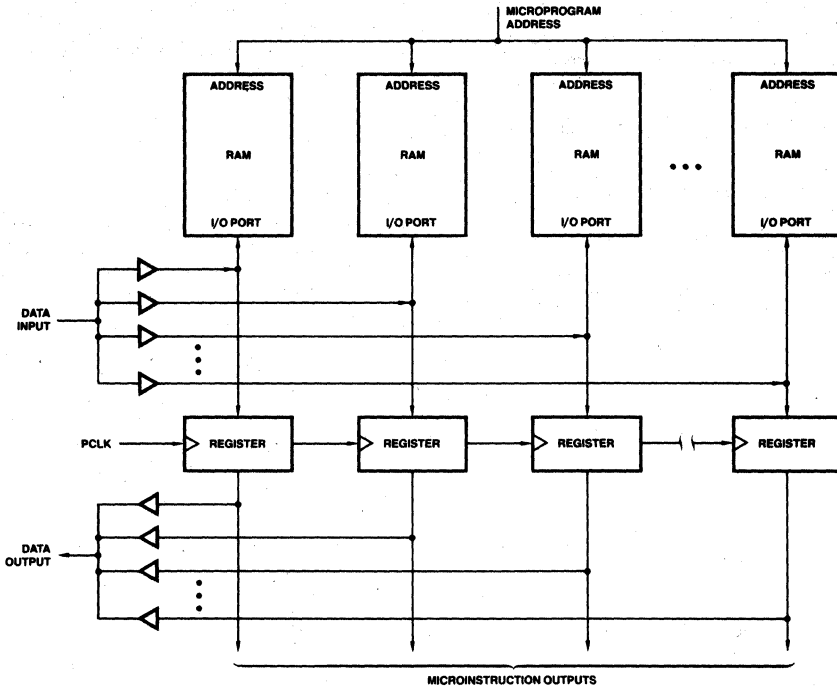 MICROPROGRAM
ADDRESS
ADDRESS
ADDRESS
ADDRESS
ADDRESS
RAM
RAM
RAM
RAM
I/O PORT
I/O PORT
I/O PORT
I/O PORT
DATA
INPUT
PCLK
REGISTER
REGISTER
REGISTER
REGISTER
DATA
OUTPUT
MICROINSTRUCTION OUTPUTS